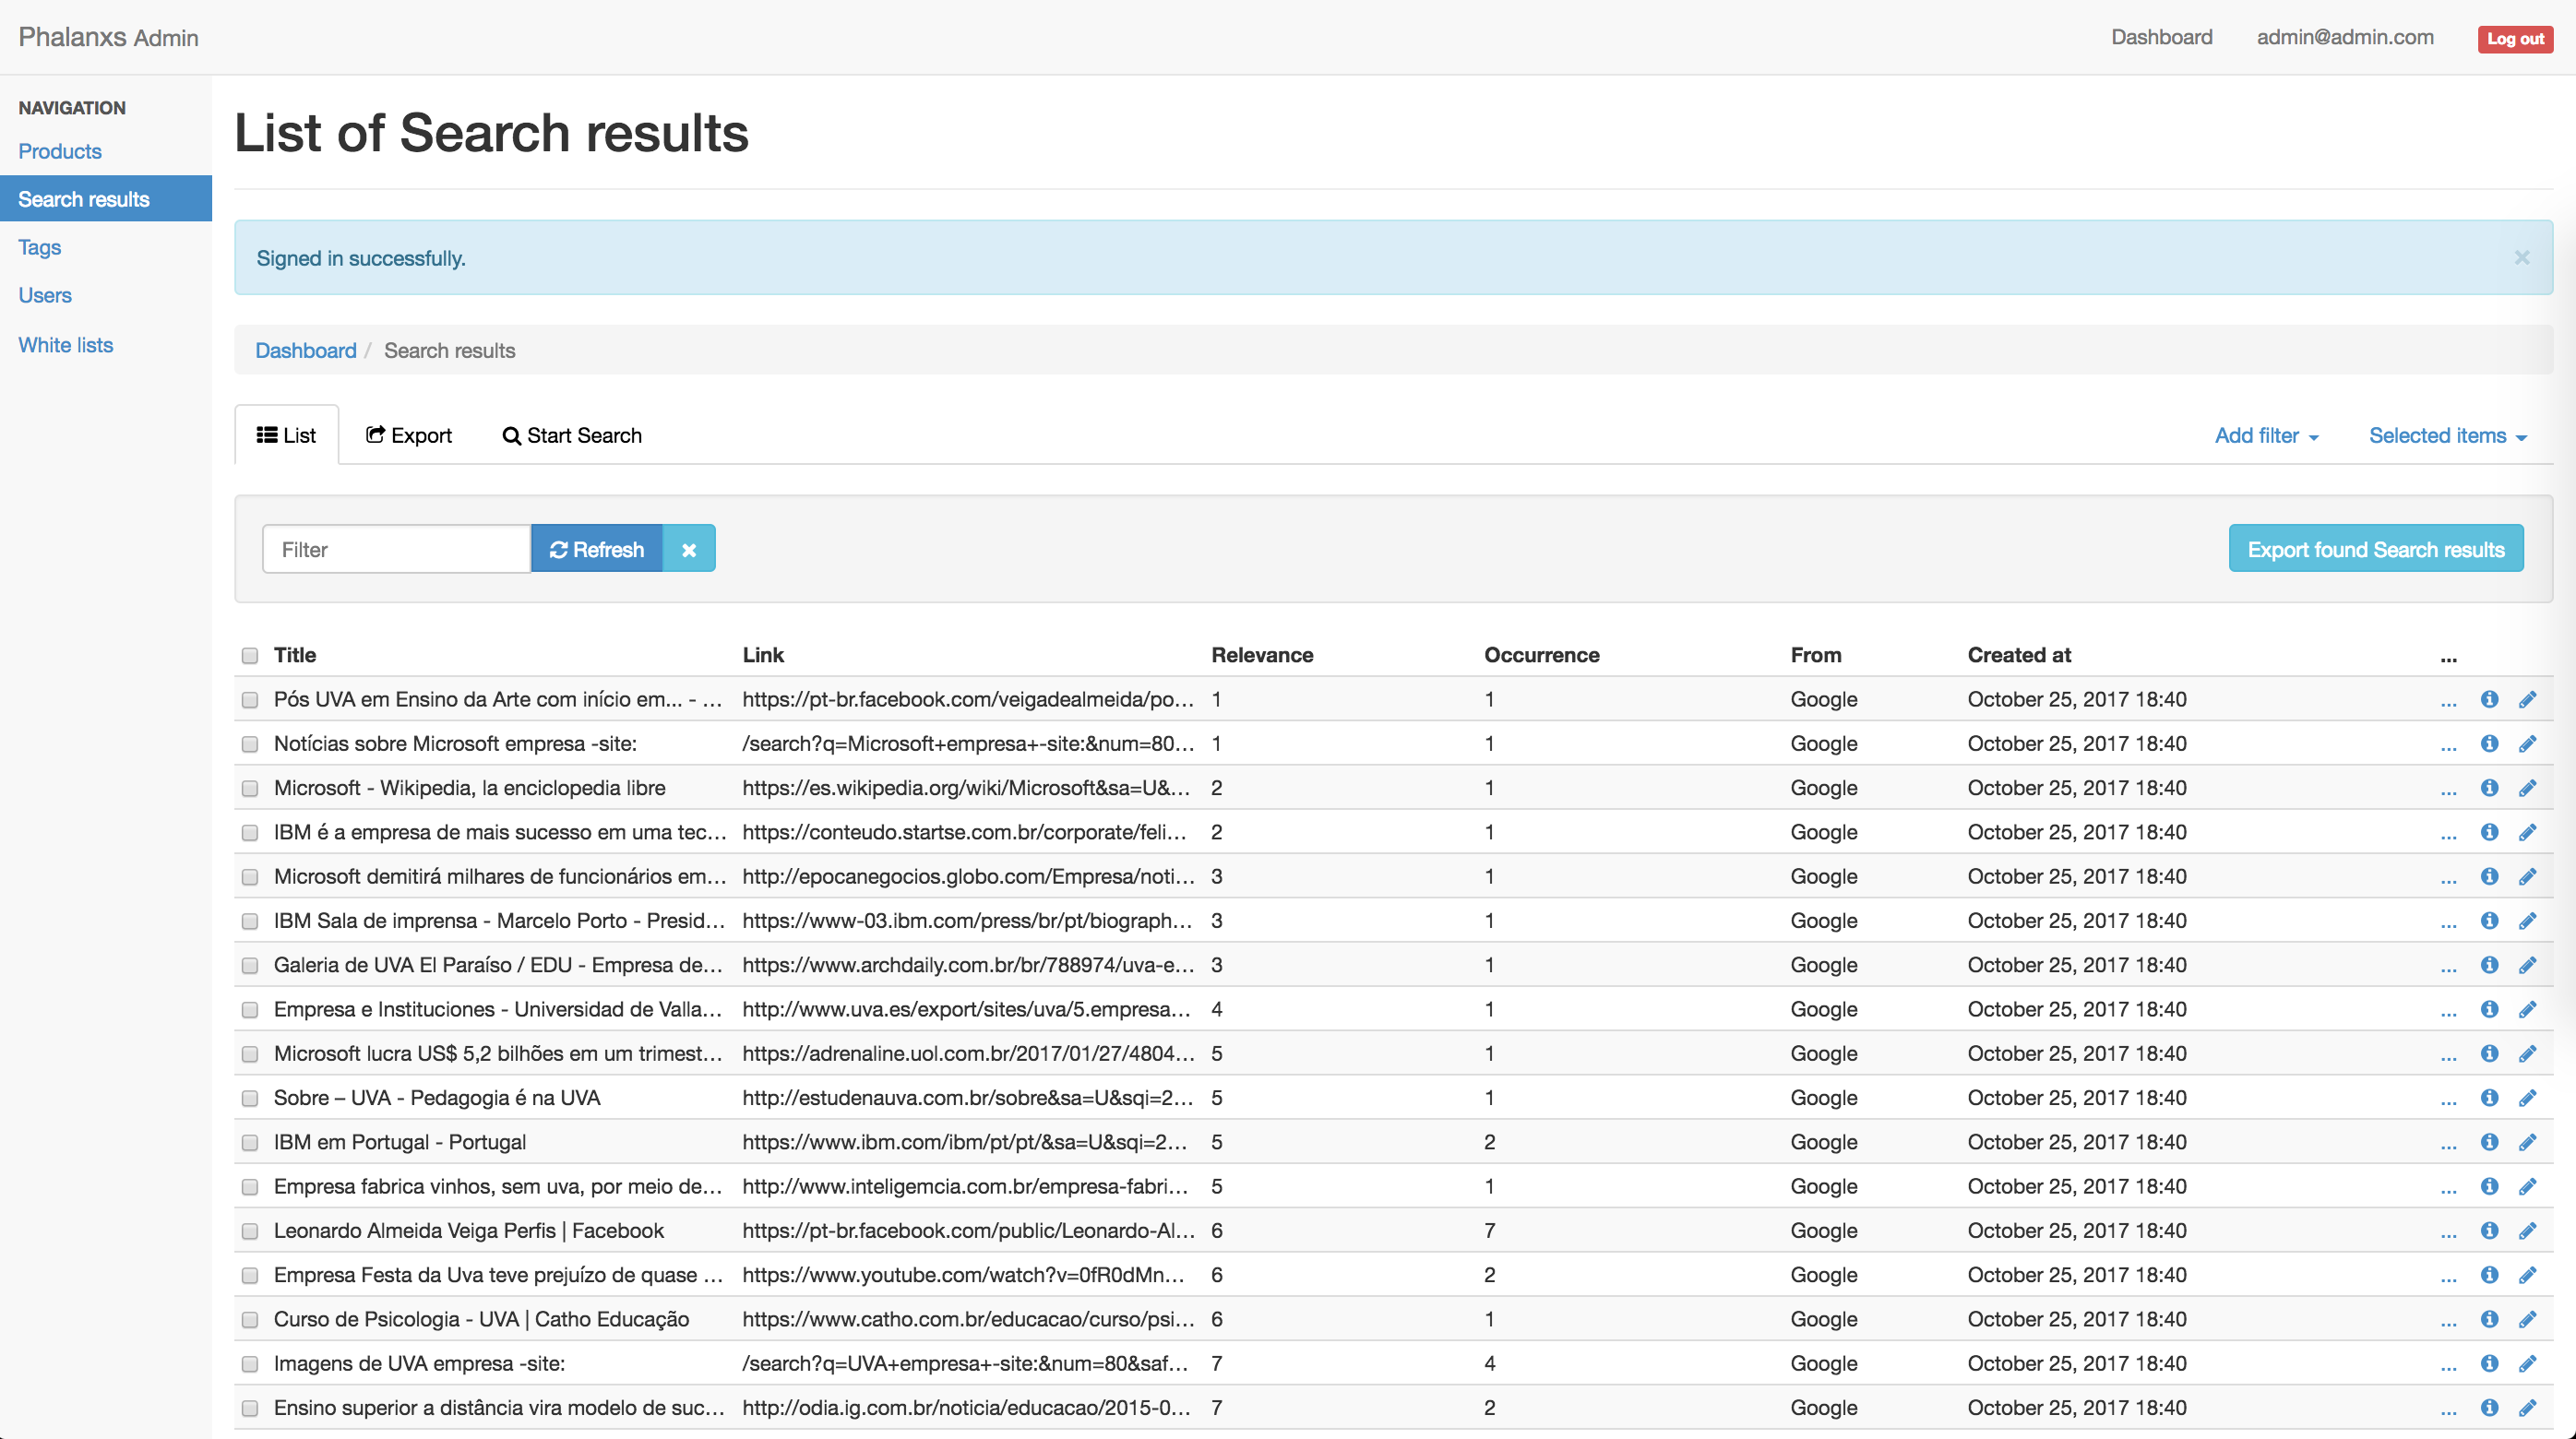 Phalanxs Admin
Dashboard admin@admin.com Log out
NAVIGATION
Products
Search results
Tags
Users
White lists
List of Search results
Signed in successfully. ×
Dashboard / Search results
List Export Start Search Add filter Selected items
Filter Refresh × Export found Search results
Title Link Relevance Occurrence From Created at ...
Pós UVA em Ensino da Arte com início em... - … https://pt-br.facebook.com/veigadealmeida/po… 1 1 Google October 25, 2017 18:40 ...
Notícias sobre Microsoft empresa -site: /search?q=Microsoft+empresa+-site:&num=80… 1 1 Google October 25, 2017 18:40 ...
Microsoft - Wikipedia, la enciclopedia libre https://es.wikipedia.org/wiki/Microsoft&sa=U&… 2 1 Google October 25, 2017 18:40 ...
IBM é a empresa de mais sucesso em uma tec… https://conteudo.startse.com.br/corporate/feli… 2 1 Google October 25, 2017 18:40 ...
Microsoft demitirá milhares de funcionários em… http://epocanegocios.globo.com/Empresa/noti… 3 1 Google October 25, 2017 18:40 ...
IBM Sala de imprensa - Marcelo Porto - Presid… https://www-03.ibm.com/press/br/pt/biograph… 3 1 Google October 25, 2017 18:40 ...
Galeria de UVA El Paraíso / EDU - Empresa de… https://www.archdaily.com.br/br/788974/uva-e… 3 1 Google October 25, 2017 18:40 ...
Empresa e Instituciones - Universidad de Valla… http://www.uva.es/export/sites/uva/5.empresa… 4 1 Google October 25, 2017 18:40 ...
Microsoft lucra US$ 5,2 bilhões em um trimest… https://adrenaline.uol.com.br/2017/01/27/4804… 5 1 Google October 25, 2017 18:40 ...
Sobre – UVA - Pedagogia é na UVA http://estudenauva.com.br/sobre&sa=U&sqi=2… 5 1 Google October 25, 2017 18:40 ...
IBM em Portugal - Portugal https://www.ibm.com/ibm/pt/pt/&sa=U&sqi=2… 5 2 Google October 25, 2017 18:40 ...
Empresa fabrica vinhos, sem uva, por meio de… http://www.inteligemcia.com.br/empresa-fabri… 5 1 Google October 25, 2017 18:40 ...
Leonardo Almeida Veiga Perfis | Facebook https://pt-br.facebook.com/public/Leonardo-Al… 6 7 Google October 25, 2017 18:40 ...
Empresa Festa da Uva teve prejuízo de quase … https://www.youtube.com/watch?v=0fR0dMn… 6 2 Google October 25, 2017 18:40 ...
Curso de Psicologia - UVA | Catho Educação https://www.catho.com.br/educacao/curso/psi… 6 1 Google October 25, 2017 18:40 ...
Imagens de UVA empresa -site: /search?q=UVA+empresa+-site:&num=80&saf… 7 4 Google October 25, 2017 18:40 ...
Ensino superior a distância vira modelo de suc… http://odia.ig.com.br/noticia/educacao/2015-0… 7 2 Google October 25, 2017 18:40 ...